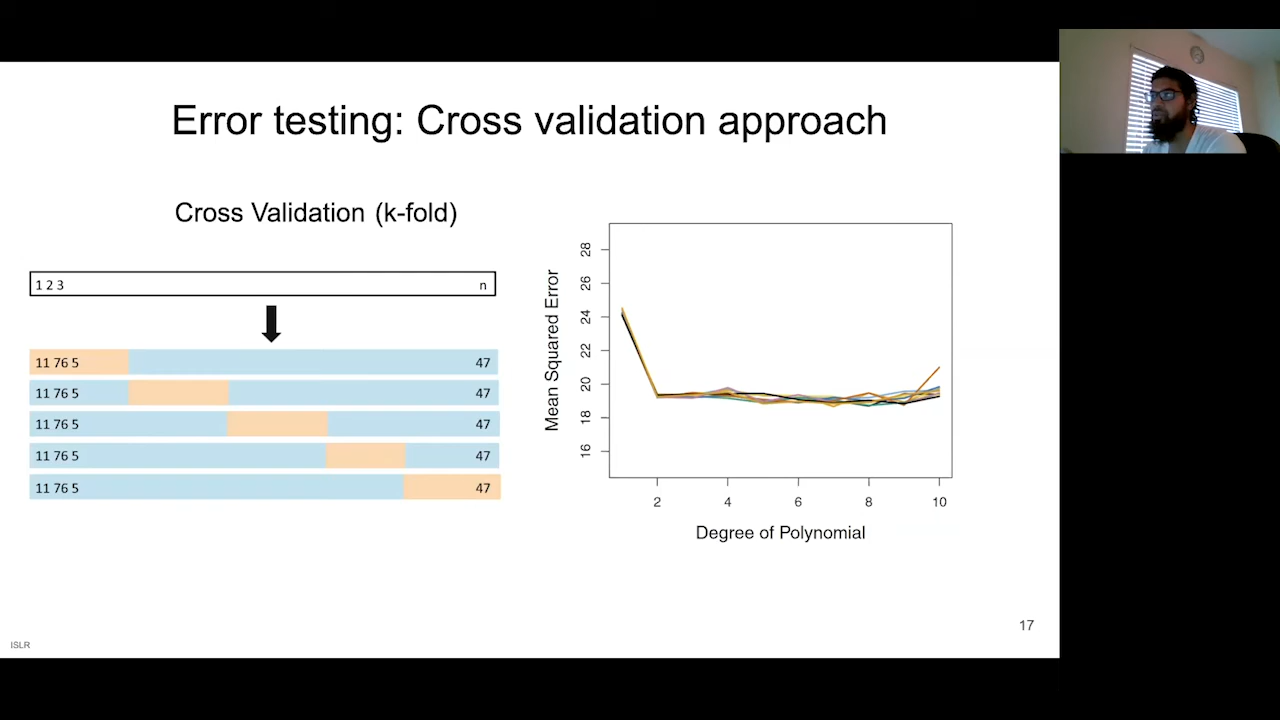 Error testing: Cross validation approach
Cross Validation (k-fold)
1 2 3 n
11 76 5 47
11 76 5 47
11 76 5 47
11 76 5 47
11 76 5 47
Mean Squared Error
28
26
24
22
20
18
16
2 4 6 8 10
Degree of Polynomial
17
ISLR